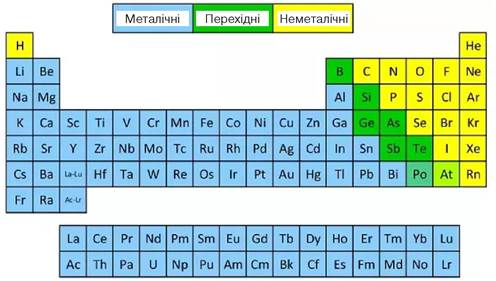 Металічні Перехідні Неметалічні
H He
Li Be B C N O F Ne
Na Mg Al Si P S Cl Ar
K Ca Sc Ti V Cr Mn Fe Co Ni Cu Zn Ga Ge As Se Br Kr
Rb Sr Y Zr Nb Mo Tc Ru Rh Pd Ag Cd In Sn Sb Te I Xe
Cs Ba La-Lu Hf Ta W Re Os Ir Pt Au Hg Tl Pb Bi Po At Rn
Fr Ra Ac-Lr
La Ce Pr Nd Pm Sm Eu Gd Tb Dy Ho Er Tm Yb Lu
Ac Th Pa U Np Pu Am Cm Bk Cf Es Fm Md No Lr